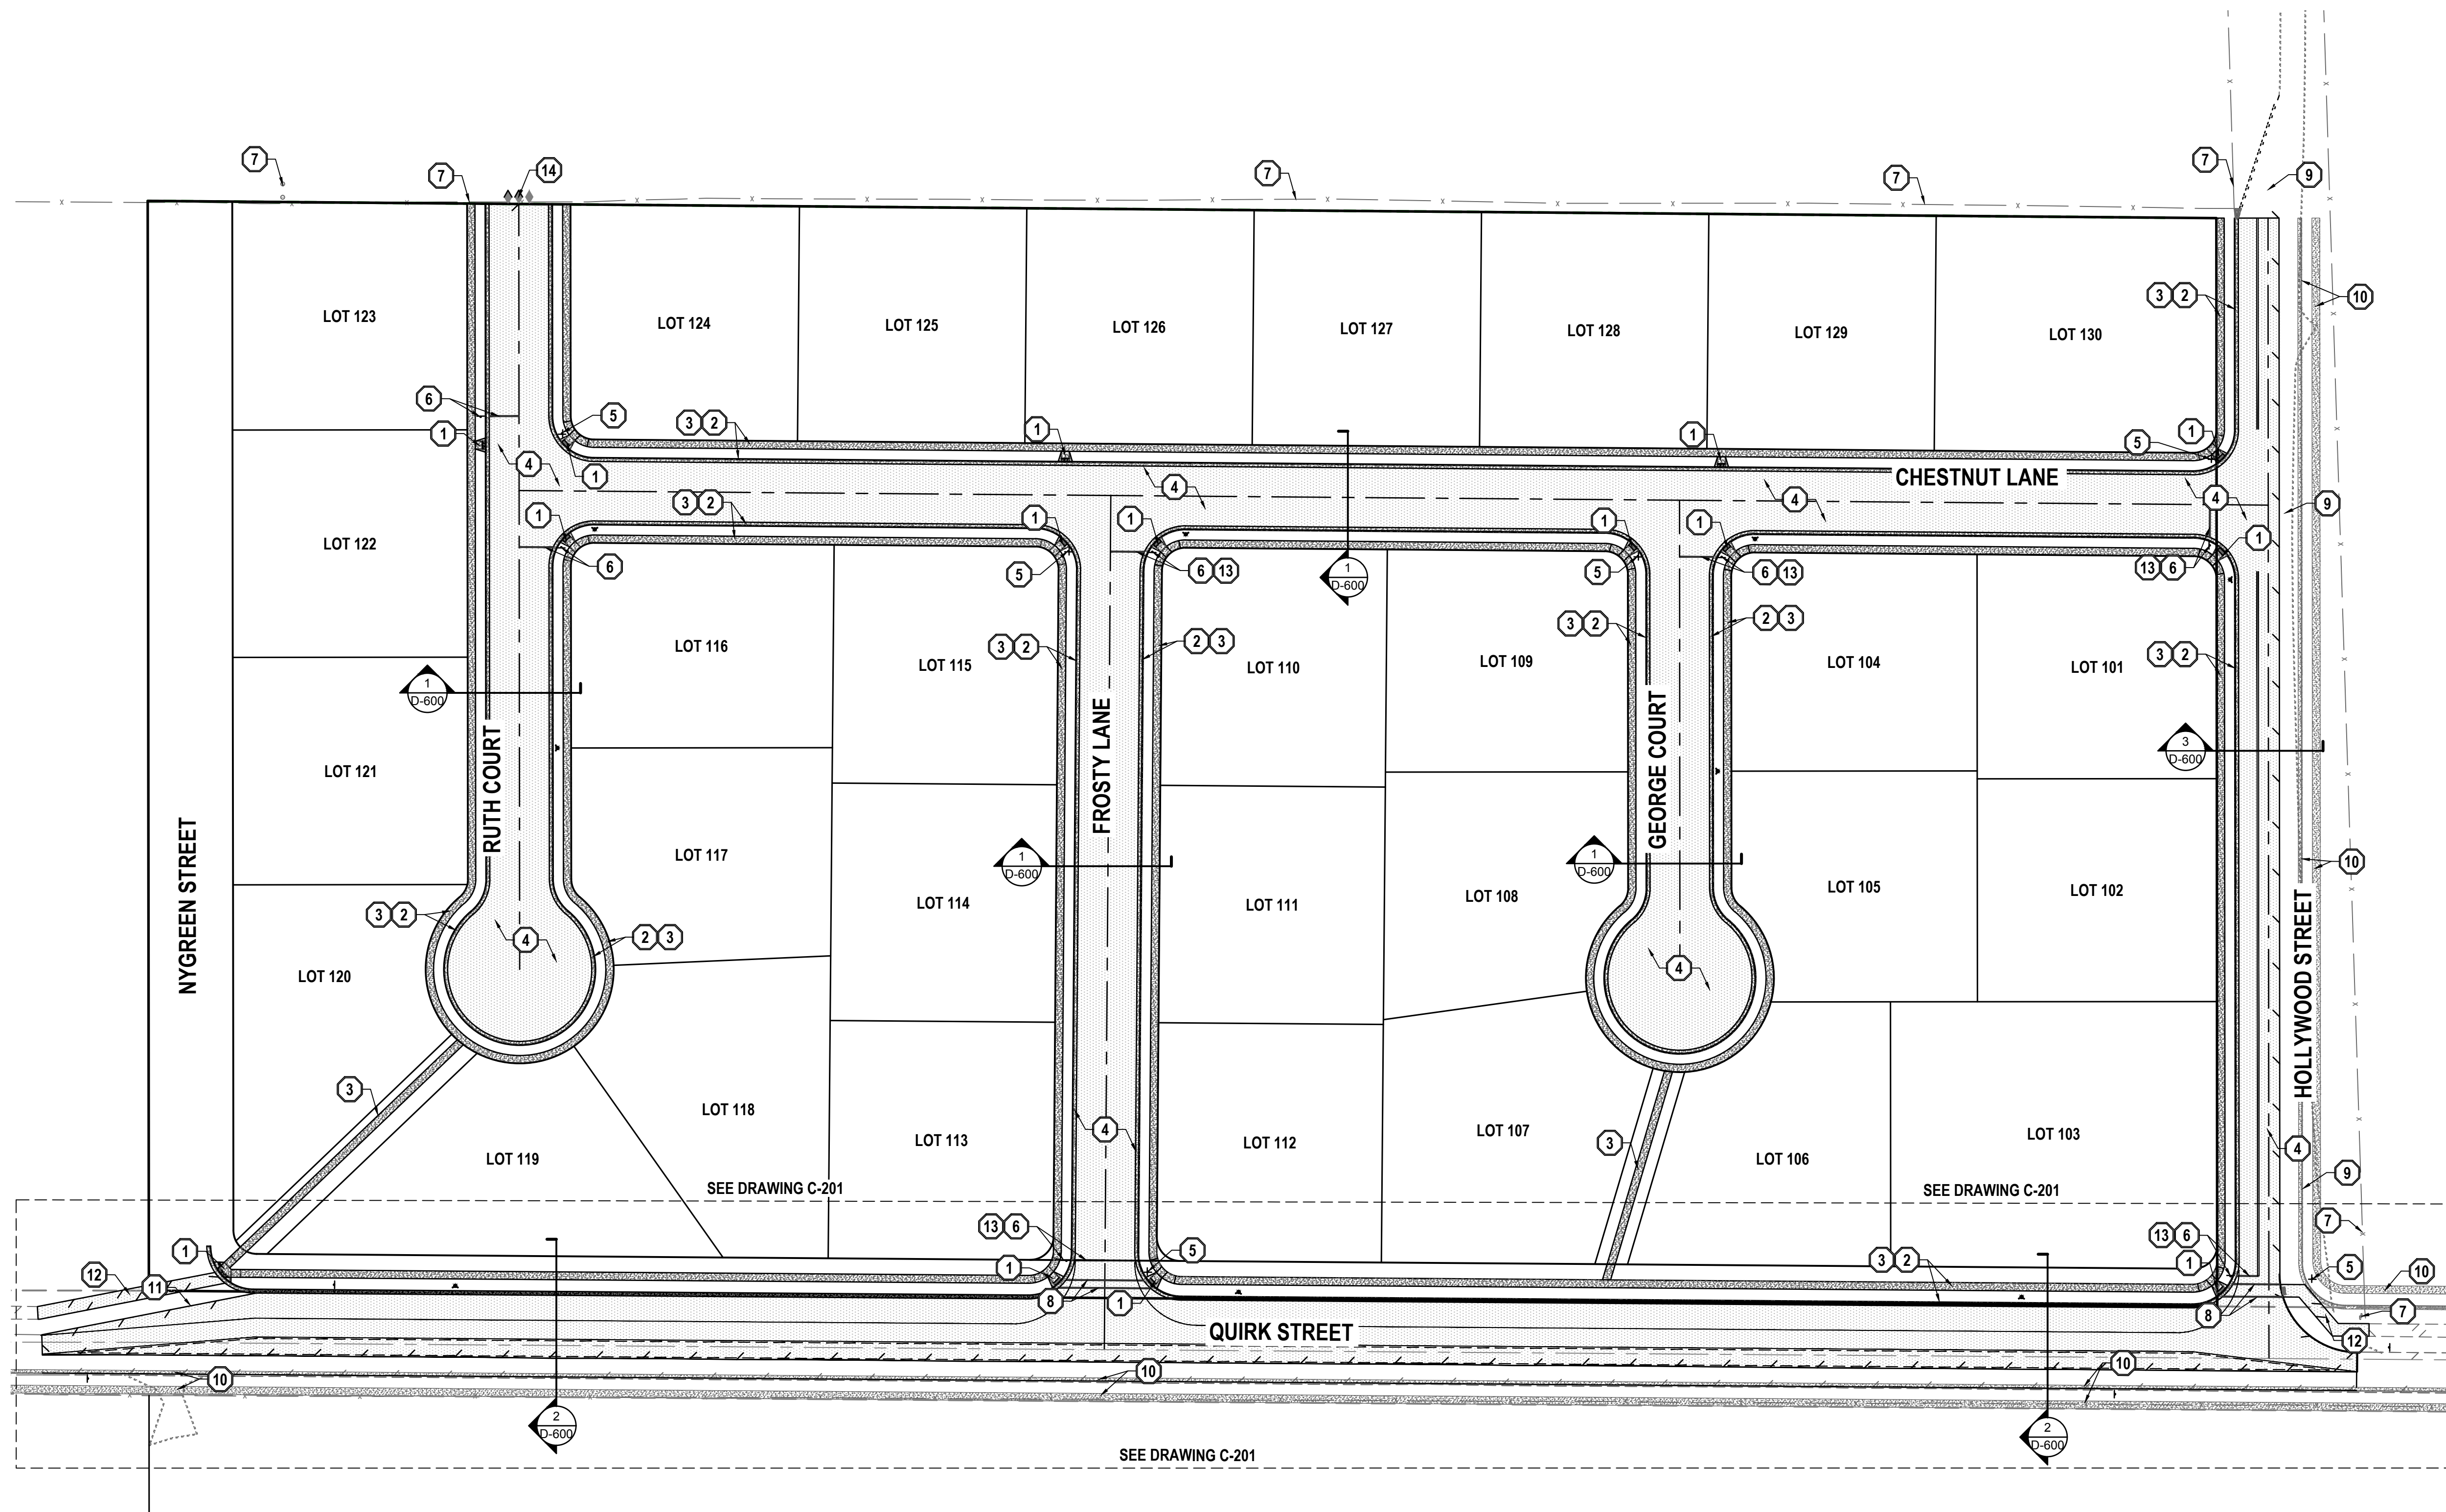 7
7
14
7
7
7
9
LOT 123
LOT 124
LOT 125
LOT 126
LOT 127
LOT 128
LOT 129
LOT 130
3 2
10
6
5
3 2
1
1
1
1
5
1
4
1
4
4
CHESTNUT LANE
4
9
3 2
1
1
1
1
1
1
LOT 122
6
5
6 13
1
D-600
5
6 13
13 6
3 2
2 3
3 2
2 3
3 2
LOT 116
LOT 115
LOT 110
LOT 109
LOT 104
LOT 101
1
D-600
3
D-600
RUTH COURT
FROSTY LANE
GEORGE COURT
LOT 121
LOT 117
1
D-600
1
D-600
10
NYGREEN STREET
LOT 114
LOT 111
LOT 108
LOT 105
LOT 102
HOLLYWOOD STREET
3 2
4
2 3
LOT 120
4
3
LOT 118
LOT 113
4
LOT 112
LOT 107
3
LOT 103
4
LOT 119
LOT 106
9
SEE DRAWING C-201
SEE DRAWING C-201
13 6
7
13 6
1
5
3 2
1
5
12
11
1
8
1
10
8
7
QUIRK STREET
12
10
10
10
2
D-600
2
D-600
SEE DRAWING C-201